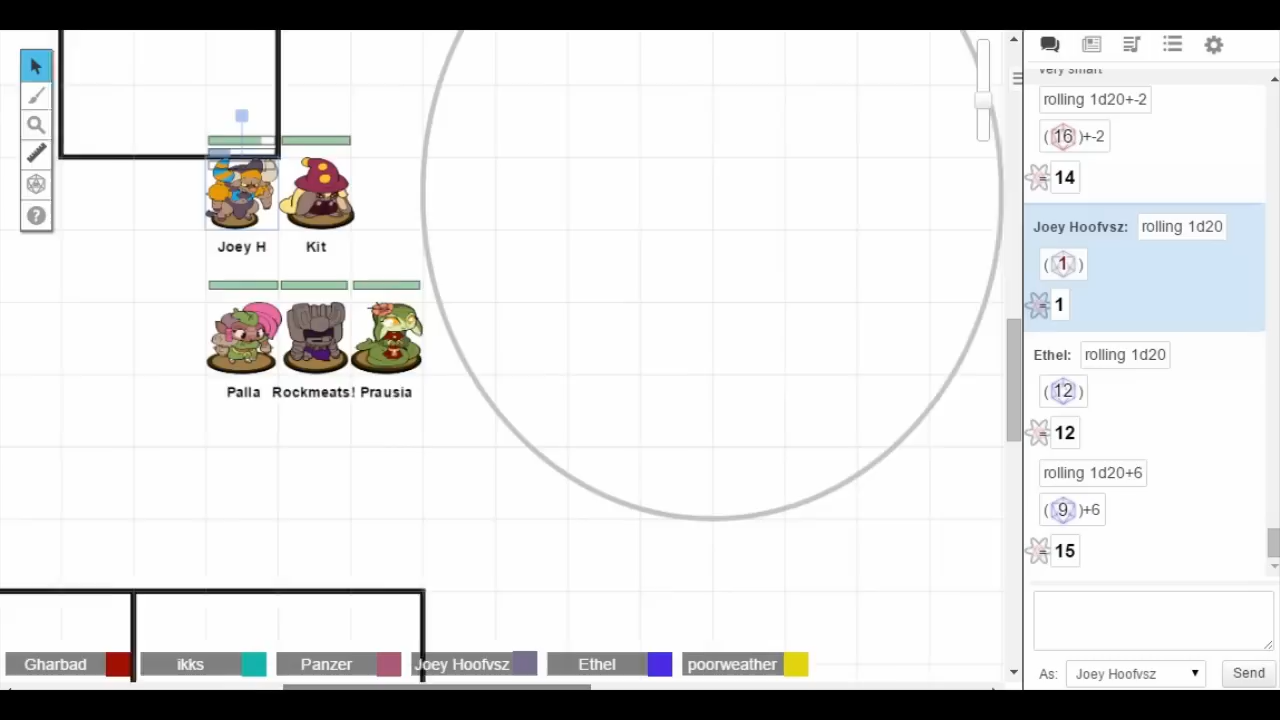 very smart
rolling 1d20+-2
(16)+-2
= 14
Joey Hoofvsz: rolling 1d20
(1)
= 1
Ethel: rolling 1d20
(12)
= 12
rolling 1d20+6
(9)+6
= 15
Joey H Kit
Palla Rockmeats! Prausia
Gharbad ikks Panzer Joey Hoofvsz Ethel poorweather
As: Joey Hoofvsz Send